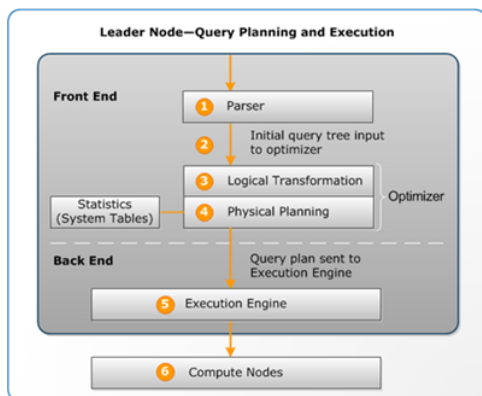 Leader Node—Query Planning and Execution
Front End
1 Parser
2 Initial query tree input
to optimizer
3 Logical Transformation
Optimizer
Statistics
(System Tables)
4 Physical Planning
Back End
Query plan sent to
Execution Engine
5 Execution Engine
6 Compute Nodes